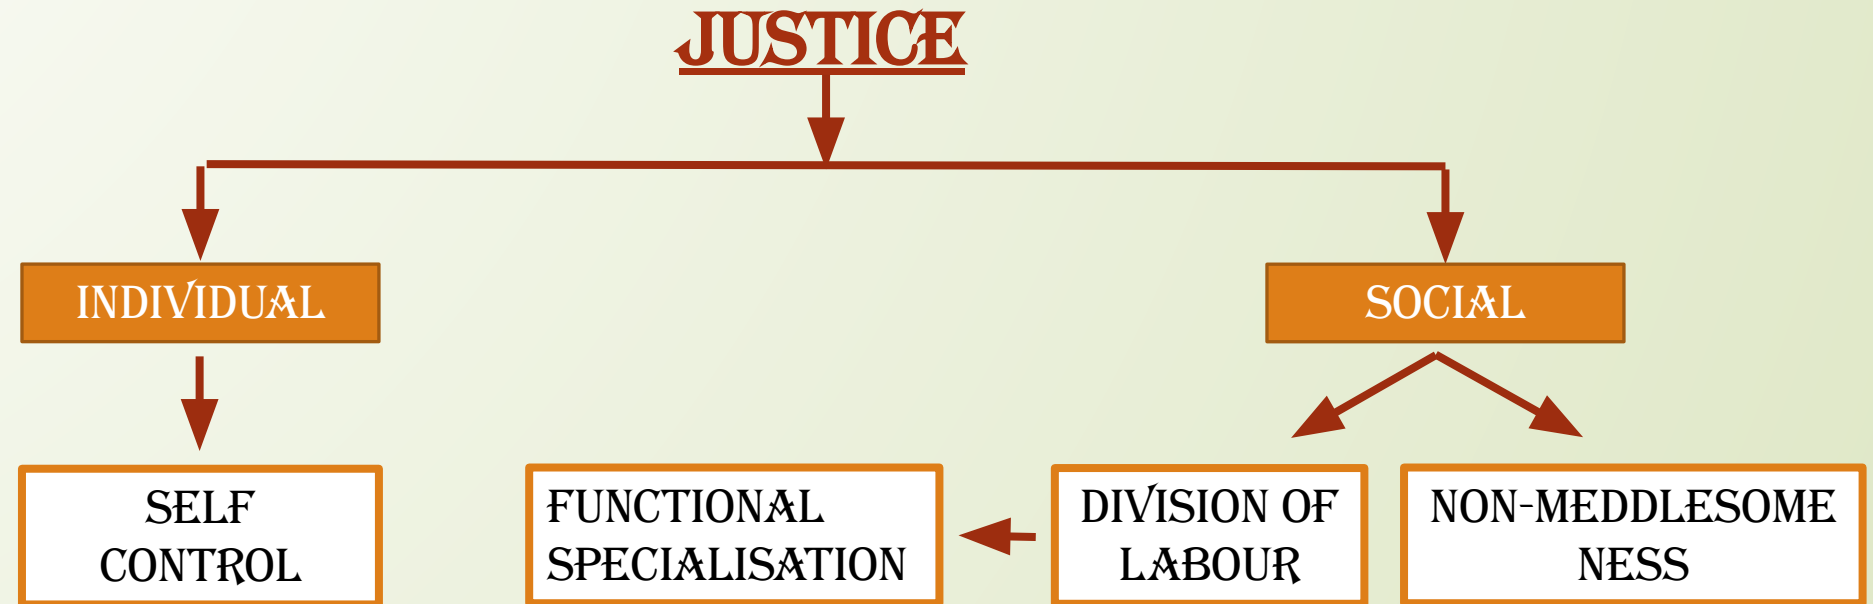 JUSTICE
INDIVIDUAL
SOCIAL
SELF
CONTROL
FUNCTIONAL
SPECIALISATION
DIVISION OF
LABOUR
NON-MEDDLESOME
NESS